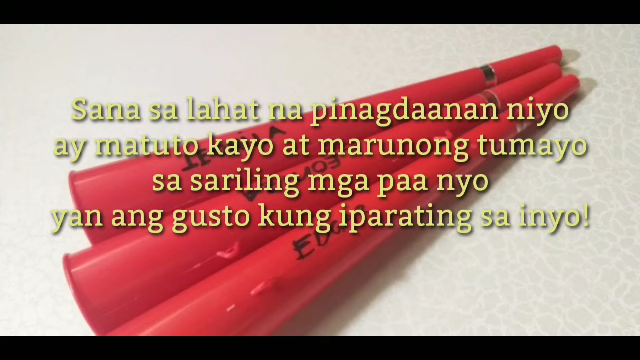 Sana sa lahat na pinagdaanan niyo
ay matuto kayo at marunong tumayo
sa sariling mga paa nyo
yan ang gusto kung iparating sa inyo!